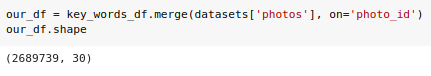 our_df = key_words_df.merge(datasets['photos'], on='photo_id')
our_df.shape
(2689739, 30)